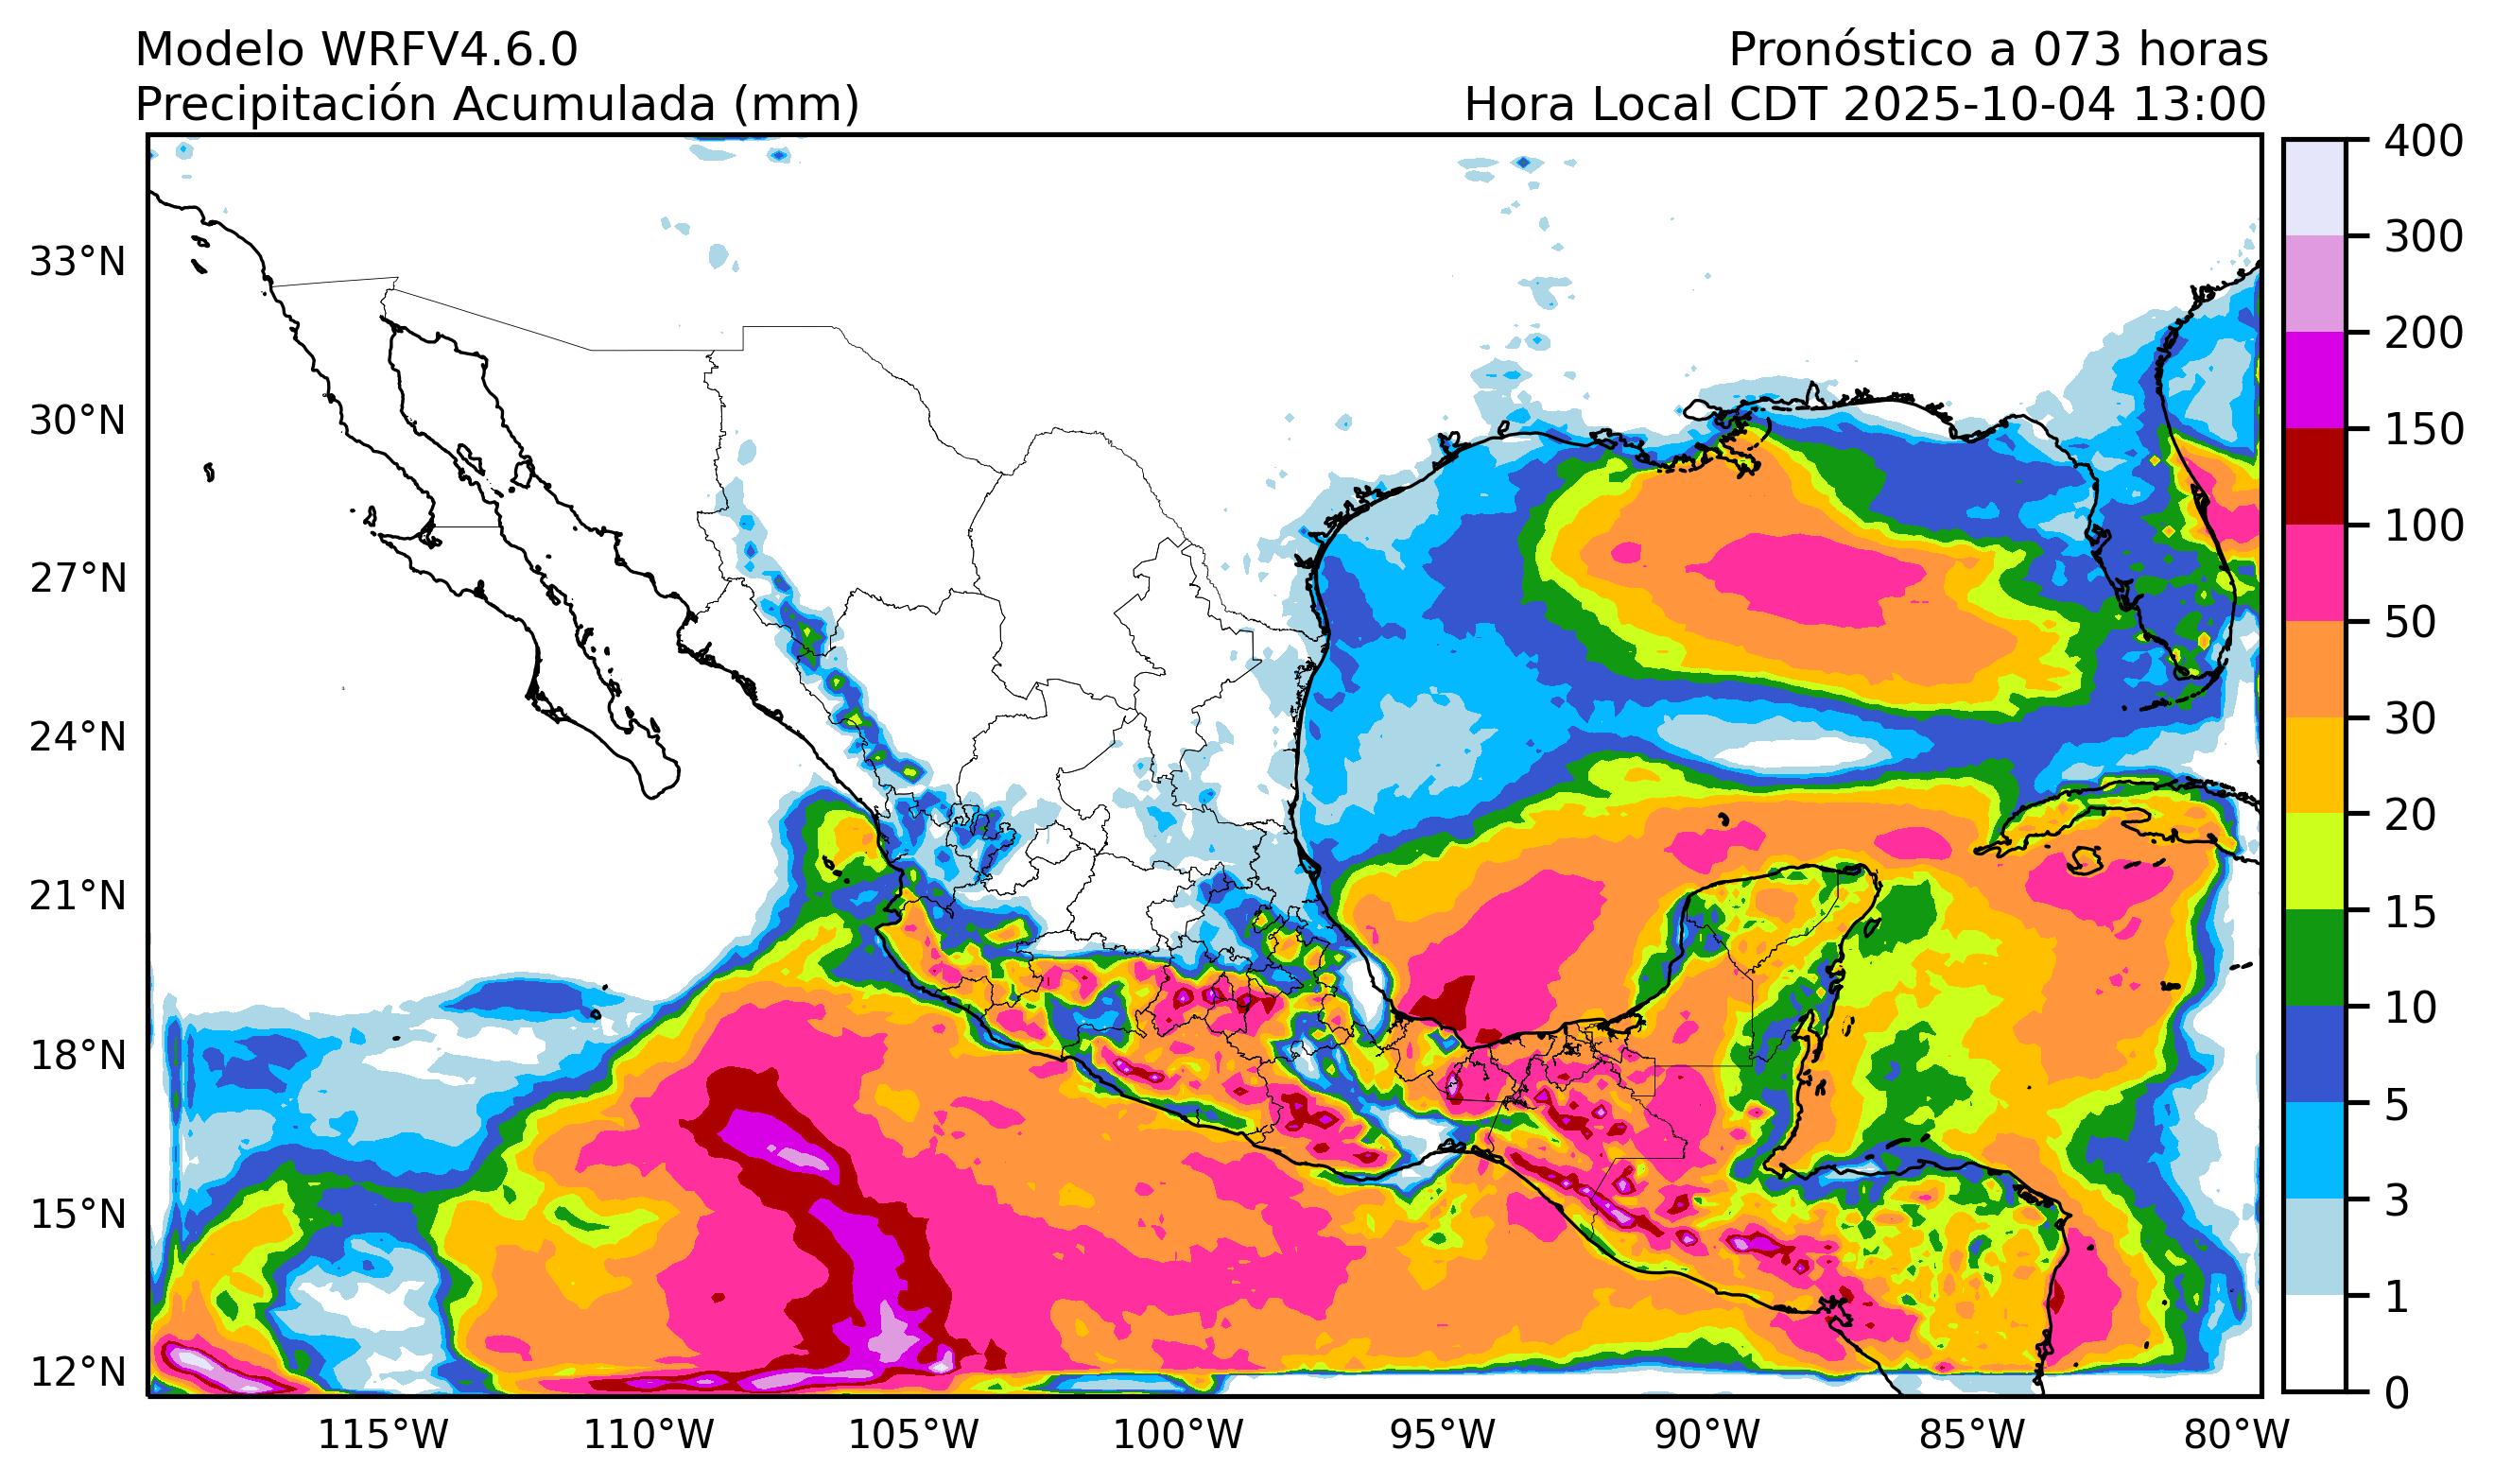 Modelo WRFV4.6.0
Pronóstico a 073 horas
Precipitación Acumulada (mm)
Hora Local CDT 2025-10-04 13:00
33°N
30°N
27°N
24°N
21°N
18°N
15°N
12°N
115°W
110°W
105°W
100°W
95°W
90°W
85°W
80°W
400
300
200
150
100
50
30
20
15
10
5
3
1
0